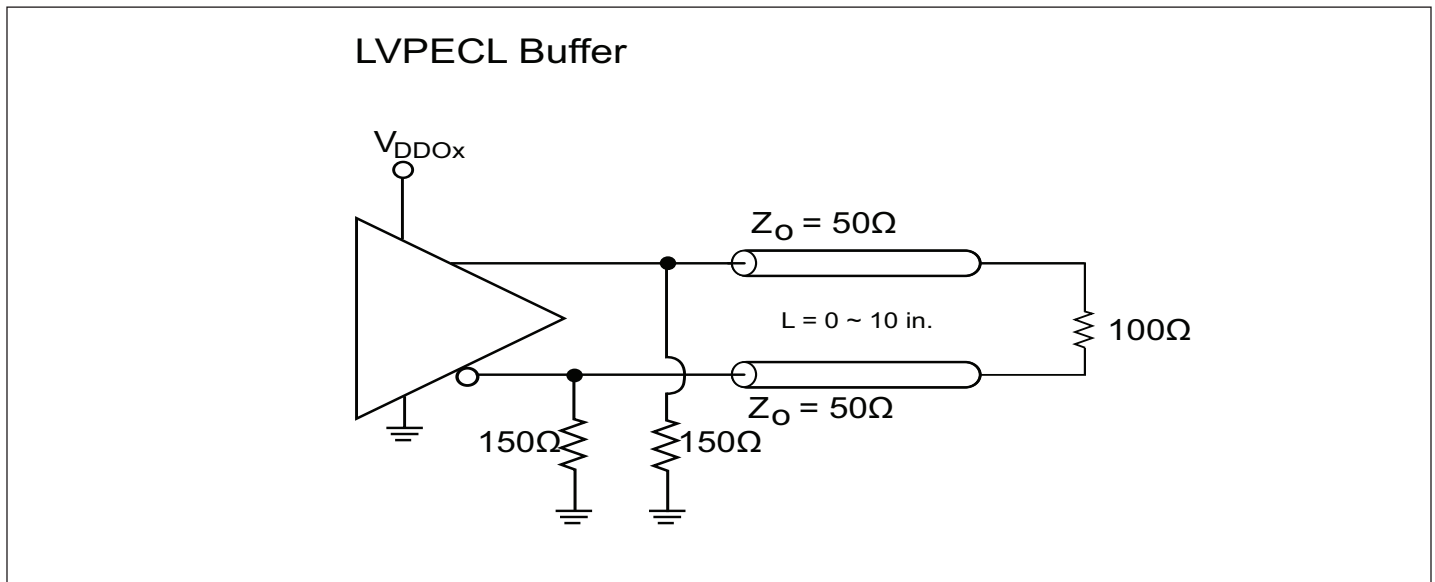 LVPECL Buffer
VDDOx
ZO = 50Ω
L = 0 ~ 10 in.
100Ω
ZO = 50Ω
150Ω
150Ω